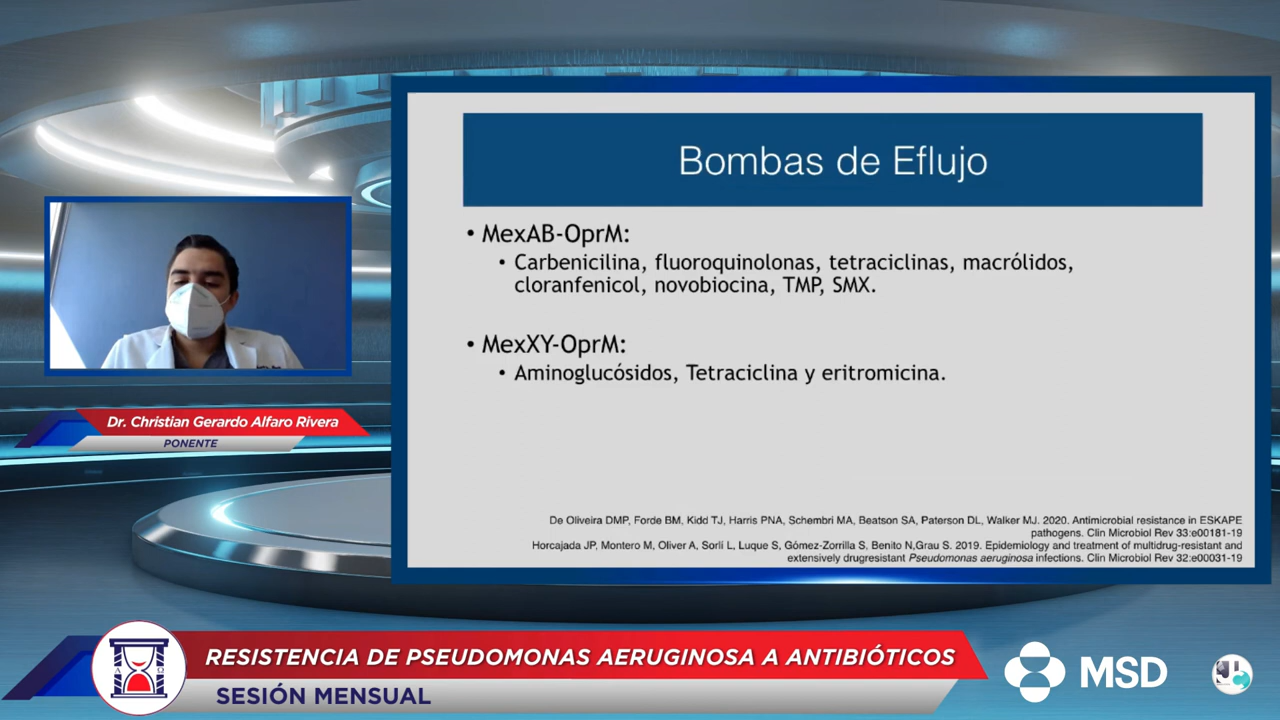 Bombas de Eflujo
• MexAB-OprM:
• Carbenicilina, fluoroquinolonas, tetraciclinas, macrólidos,
cloranfenicol, novobiocina, TMP, SMX.
• MexXY-OprM:
• Aminoglucósidos, Tetraciclina y eritromicina.
De Oliveira DMP, Forde BM, Kidd TJ, Harris PNA, Schembri MA, Beatson SA, Paterson DL, Walker MJ. 2020. Antimicrobial resistance in ESKAPE
pathogens. Clin Microbiol Rev 33:e00181-19
Horcajada JP, Montero M, Oliver A, Sorlí L, Luque S, Gómez-Zorrilla S, Benito N,Grau S. 2019. Epidemiology and treatment of multidrug-resistant and
extensively drugresistant Pseudomonas aeruginosa infections. Clin Microbiol Rev 32:e00031-19
Dr. Christian Gerardo Alfaro Rivera
PONENTE
RESISTENCIA DE PSEUDOMONAS AERUGINOSA A ANTIBIÓTICOS
SESIÓN MENSUAL
A Q
MSD